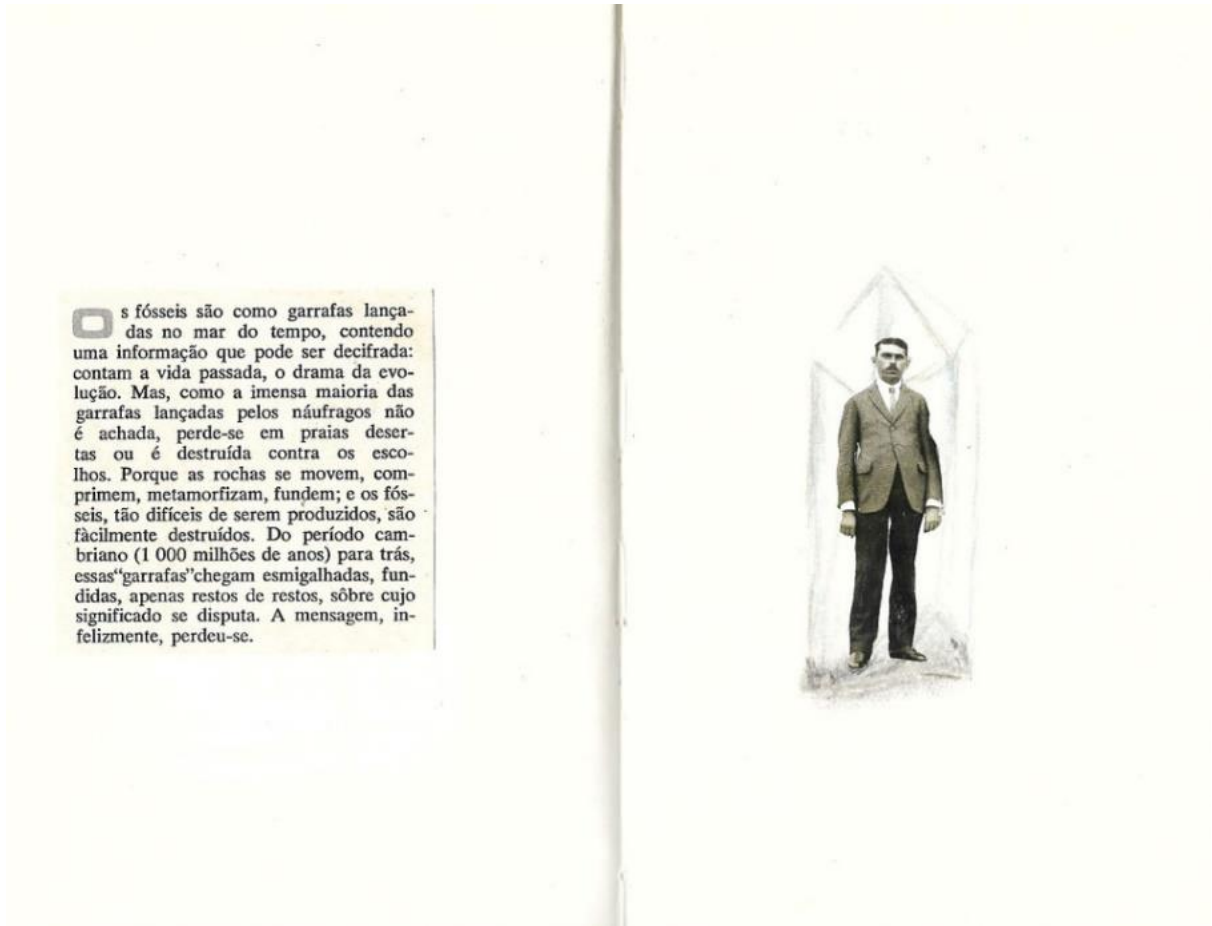 Os fósseis são como garrafas lança-
das no mar do tempo, contendo
uma informação que pode ser decifrada:
contam a vida passada, o drama da evo-
lução. Mas, como a imensa maioria das
garrafas lançadas pelos náufragos não
é achada, perde-se em praias deser-
tas ou é destruída contra os esco-
lhos. Porque as rochas se movem, com-
primem, metamorfizam, fundem; e os fós-
seis, tão difíceis de serem produzidos, são
fàcilmente destruídos. Do período cam-
briano (1 000 milhões de anos) para trás,
essas“garrafas”chegam esmigalhadas, fun-
didas, apenas restos de restos, sôbre cujo
significado se disputa. A mensagem, in-
felizmente, perdeu-se.